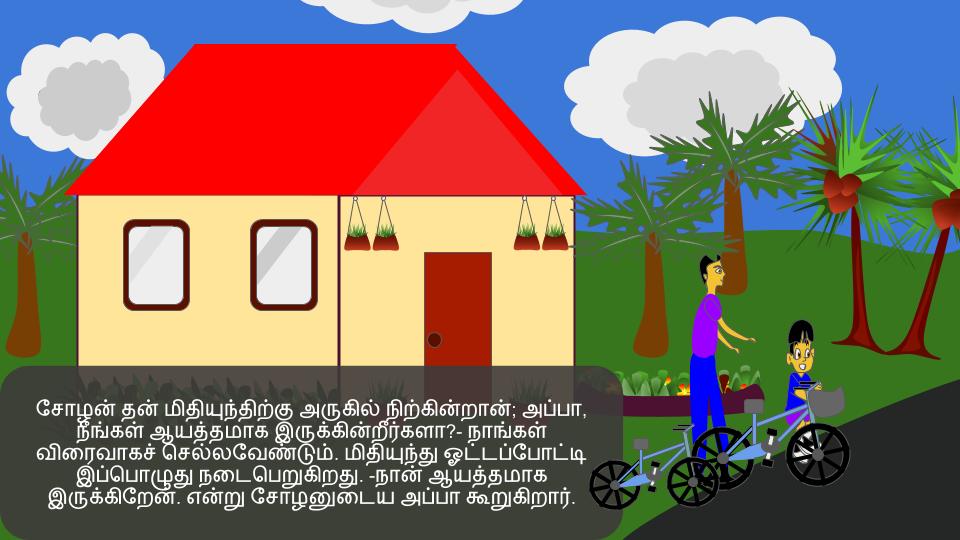 சோழன் தன் மிதியுந்திற்கு அருகில் நிற்கின்றான்; அப்பா,
நீங்கள் ஆயத்தமாக இருக்கின்றீர்களா?- நாங்கள்
விரைவாகச் செல்லவேண்டும். மிதியுந்து ஓட்டப்போட்டி
இப்பொழுது நடைபெறுகிறது. -நான் ஆயத்தமாக
இருக்கிறேன். என்று சோழனுடைய அப்பா கூறுகிறார்.